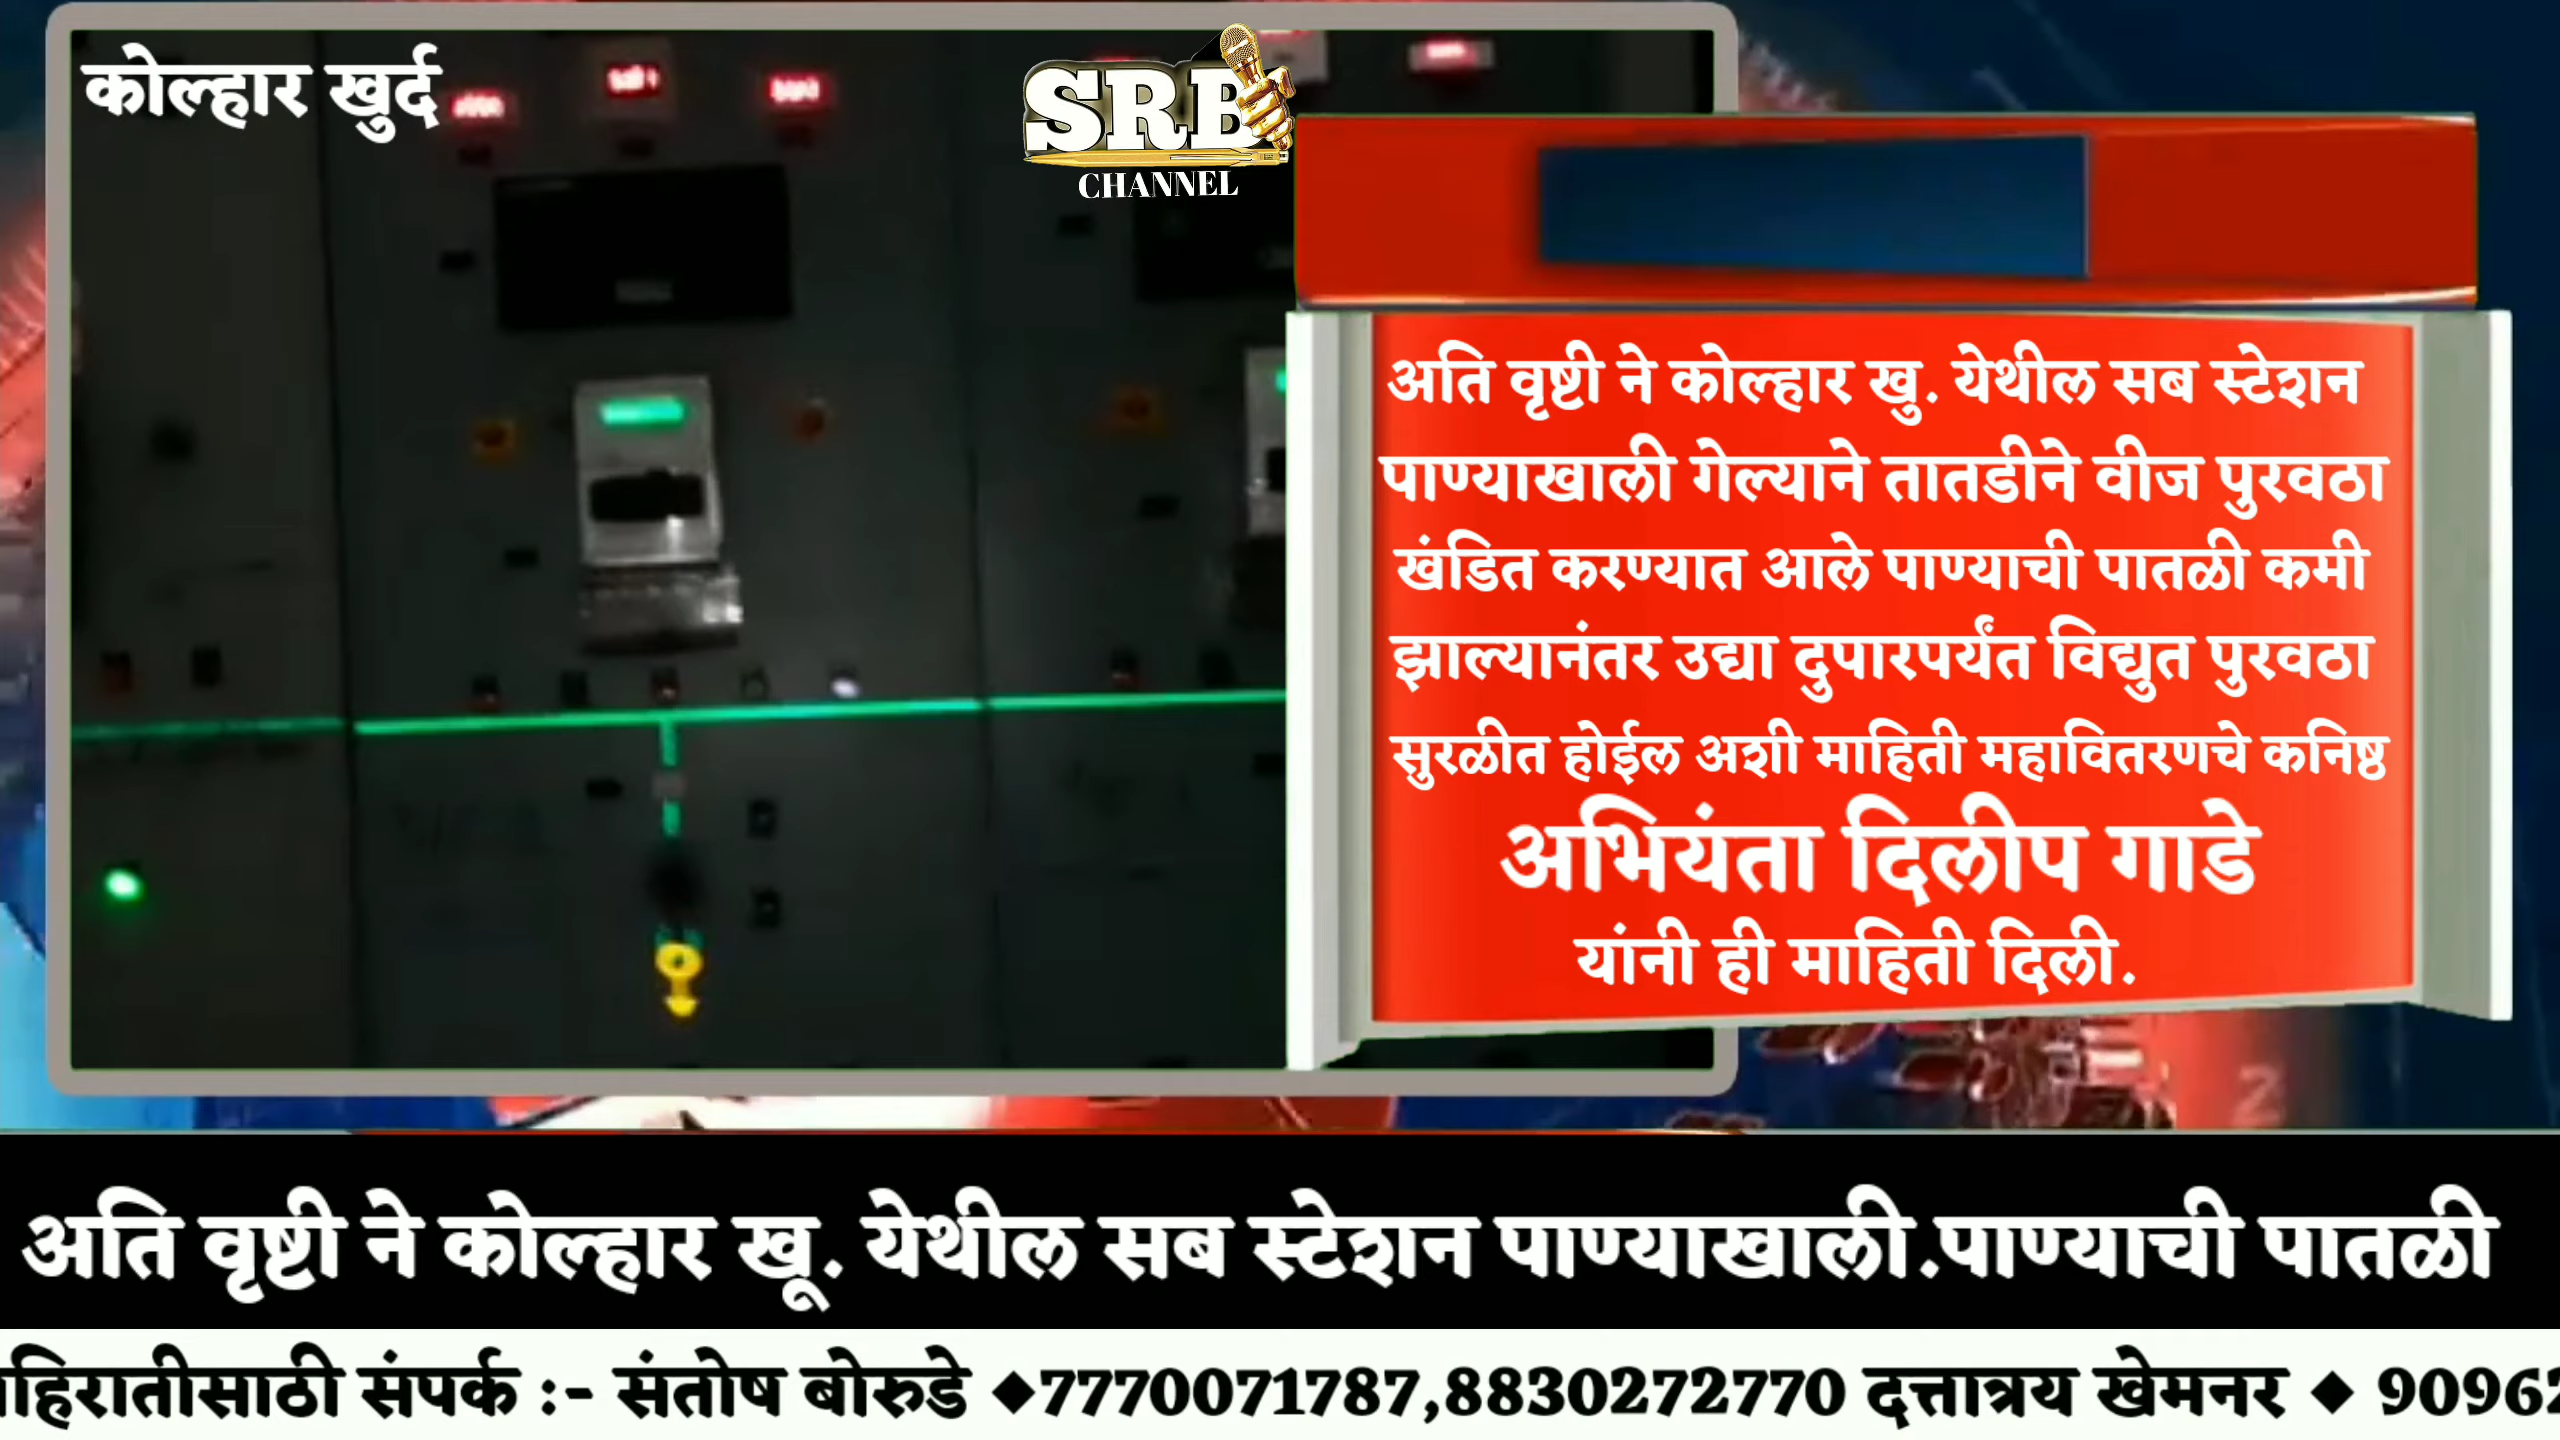 कोल्हार खुर्द
SRB
CHANNEL
अति वृष्टी ने कोल्हार खु. येथील सब स्टेशन
पाण्याखाली गेल्याने तातडीने वीज पुरवठा
खंडित करण्यात आले पाण्याची पातळी कमी
झाल्यानंतर उद्या दुपारपर्यंत विद्युत पुरवठा
सुरळीत होईल अशी माहिती महावितरणचे कनिष्ठ
अभियंता दिलीप गाडे
यांनी ही माहिती दिली.
अति वृष्टी ने कोल्हार खू. येथील सब स्टेशन पाण्याखाली.पाण्याची पातळी
संपर्क :- संतोष बोरुडे ◆7770071787,8830272770 दत्तात्रय खेमनर ◆